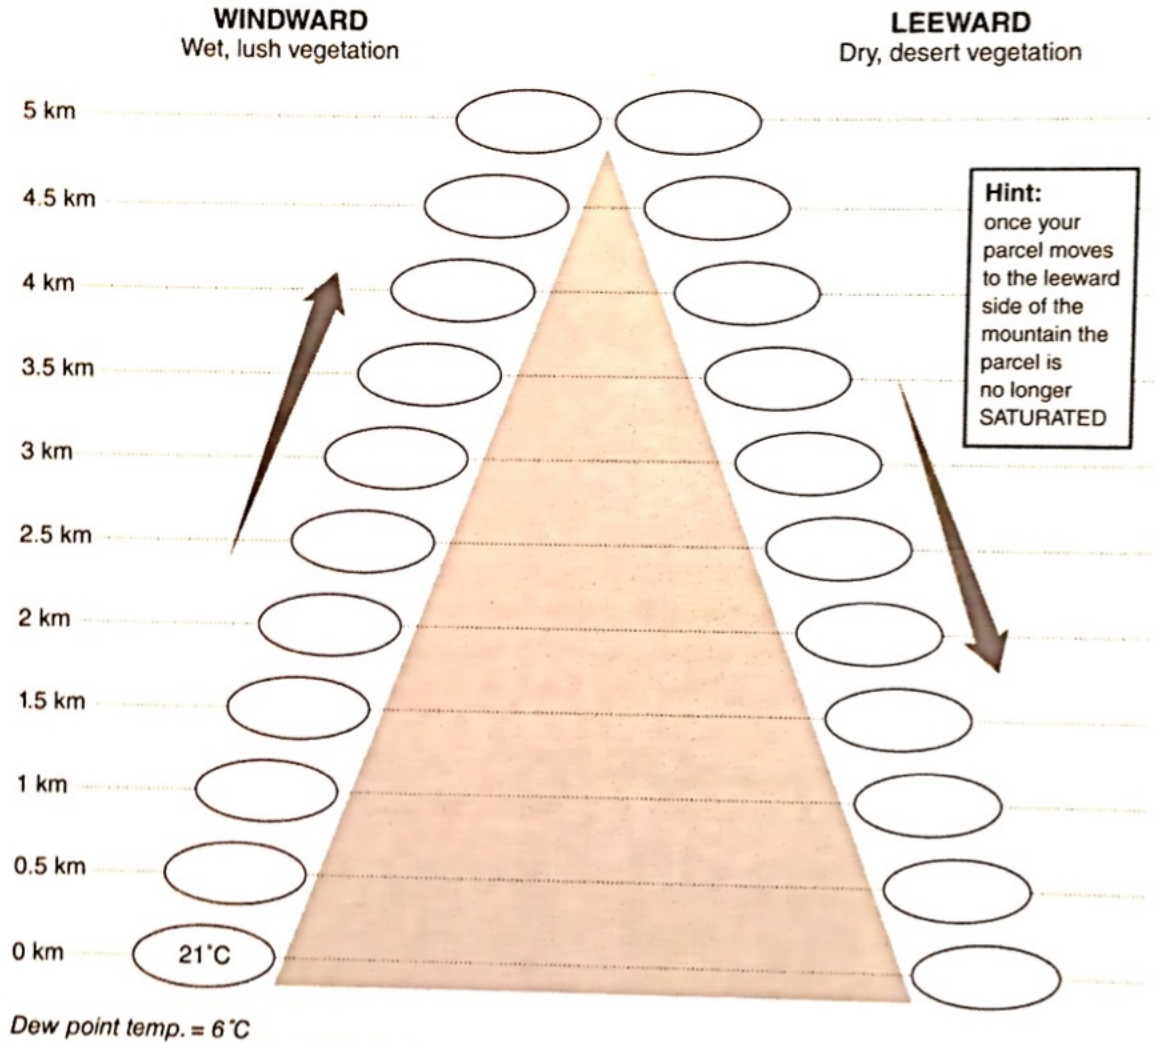 WINDWARD
Wet, lush vegetation
LEEWARD
Dry, desert vegetation
5 km
4.5 km
4 km
3.5 km
3 km
2.5 km
2 km
1.5 km
1 km
0.5 km
0 km
21°C
Hint:
once your
parcel moves
to the leeward
side of the
mountain the
parcel is
no longer
SATURATED
Dew point temp. = 6°C